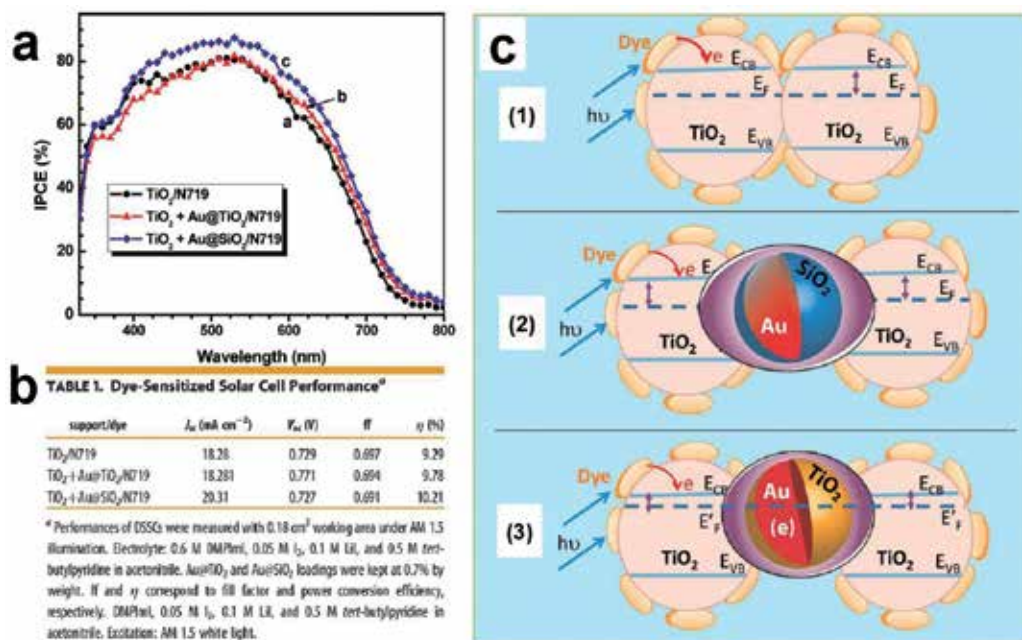 a
80
60
40
20
0
IPCE (%)
c
b
a
TiO2/N719
TiO2 + Au@TiO2/N719
TiO2 + Au@SiO2/N719
400 500 600 700 800
Wavelength (nm)
b
TABLE 1. Dye-Sensitized Solar Cell Performance a
support/dye Jsc (mA cm−2) Voc (V) ff η (%)
TiO2/N719 18.28 0.729 0.697 9.29
TiO2+Au@TiO2/N719 18.281 0.771 0.694 9.78
TiO2+Au@SiO2/N719 20.31 0.727 0.691 10.21
a Performances of DSSCs were measured with 0.18 cm2 working area under AM 1.5
illumination. Electrolyte: 0.6 M DMPImI, 0.05 M I2, 0.1 M LiI, and 0.5 M tert-
butylpyridine in acetonitrile. Au@TiO2 and Au@SiO2 loadings were kept at 0.7% by
weight. ff and η correspond to fill factor and power conversion efficiency,
respectively. DMPImI, 0.05 M I2, 0.1 M LiI, and 0.5 M tert-butylpyridine in
acetonitrile. Excitation: AM 1.5 white light.
c
(1)
Dye
e
ECB
ECB
EF
EF
hυ
TiO2
TiO2
EVB
EVB
(2)
Dye
e
E
ECB
SiO2
EF
Au
hυ
TiO2
TiO2
EVB
(3)
Dye
e
ECB
ECB
Au
TiO2
(e)
E'F
E'F
hυ
TiO2
TiO2
EVB
EVB